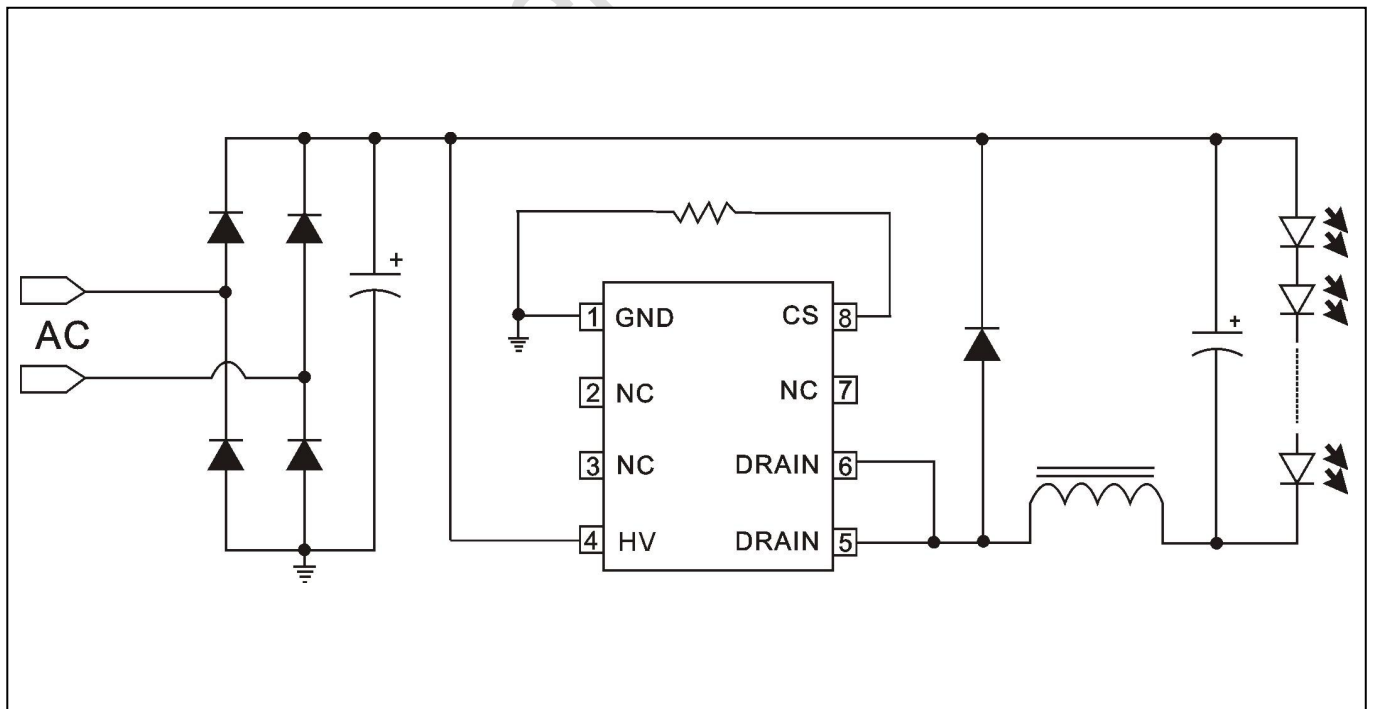 +
+
AC
1 GND CS 8
2 NC NC 7
3 NC DRAIN 6
4 HV DRAIN 5